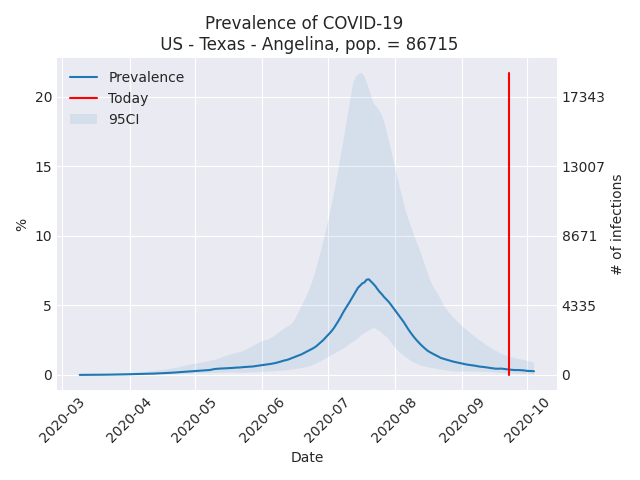 Prevalence of COVID-19
US - Texas - Angelina, pop. = 86715
Prevalence
Today
95CI
%
20
15
10
5
0
17343
13007
8671
4335
0
# of infections
2020-03
2020-04
2020-05
2020-06
2020-07
2020-08
2020-09
2020-10
Date